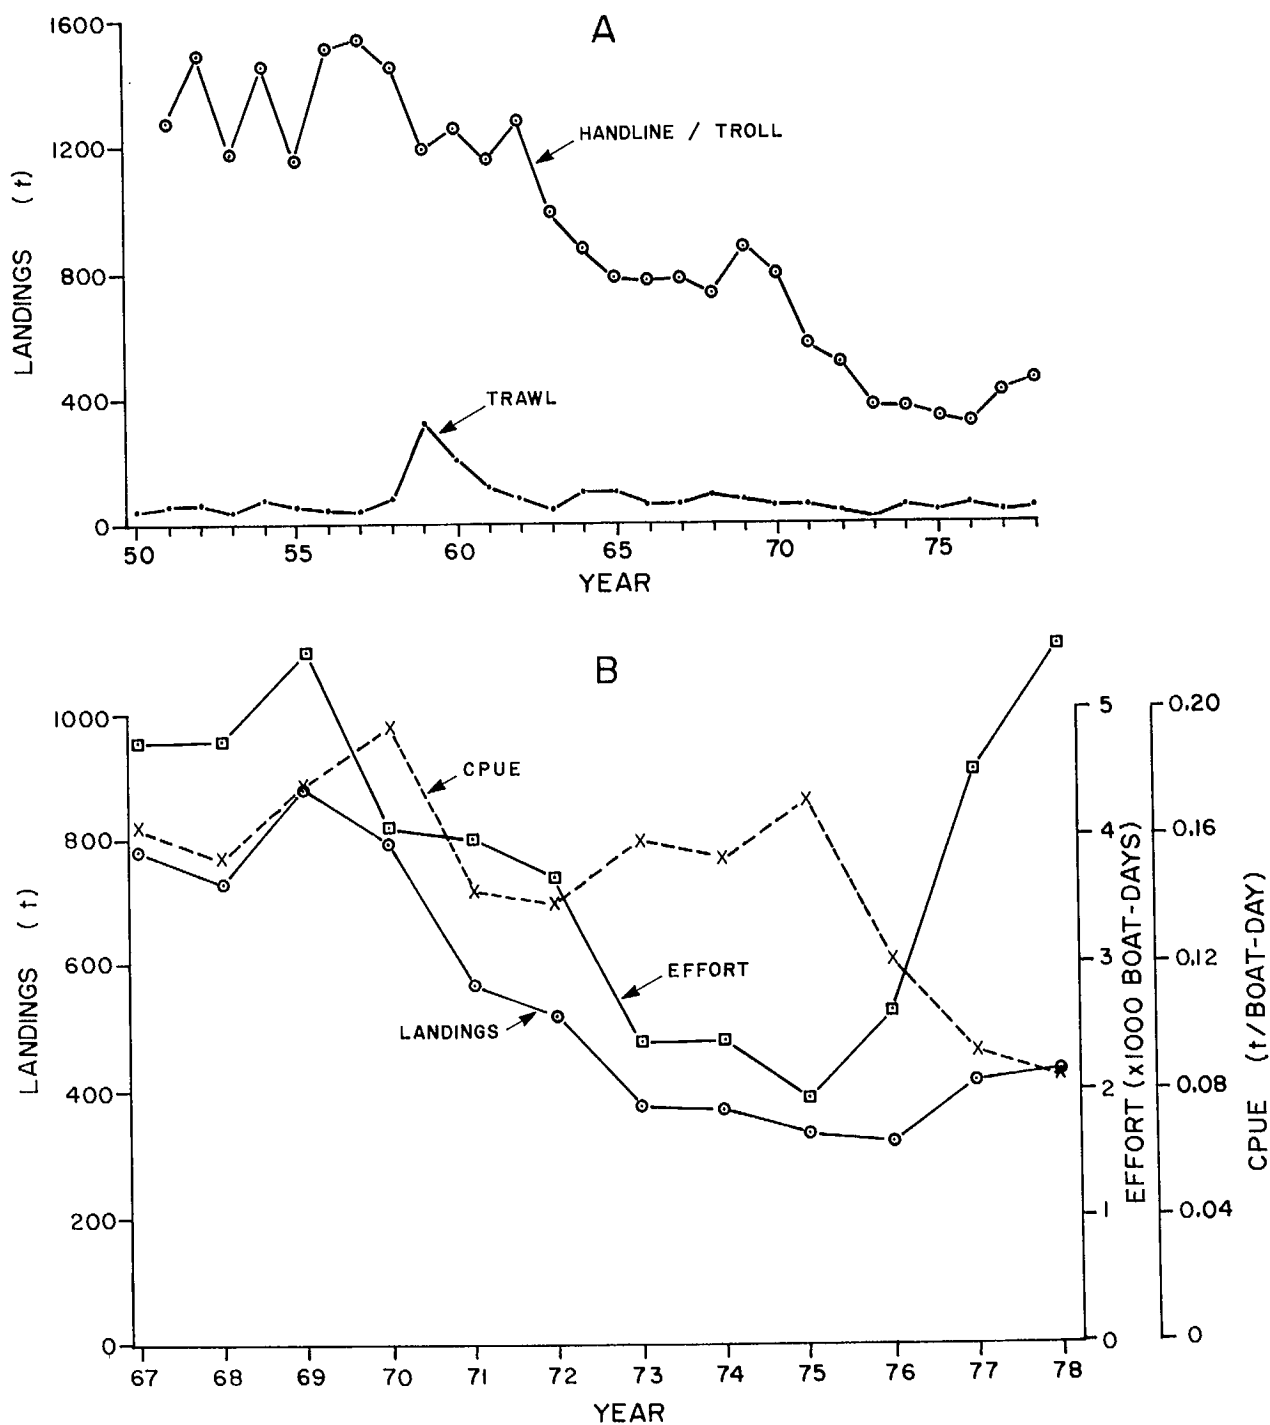 A
1600
1200
800
400
0
LANDINGS (t)
HANDLINE / TROLL
TRAWL
50 55 60 65 70 75
YEAR
B
1000
800
600
400
200
0
LANDINGS (t)
CPUE
EFFORT
LANDINGS
5
4
3
2
1
0
EFFORT (x1000 BOAT-DAYS)
0.20
0.16
0.12
0.08
0.04
0
CPUE (t/BOAT-DAY)
67 68 69 70 71 72 73 74 75 76 77 78
YEAR